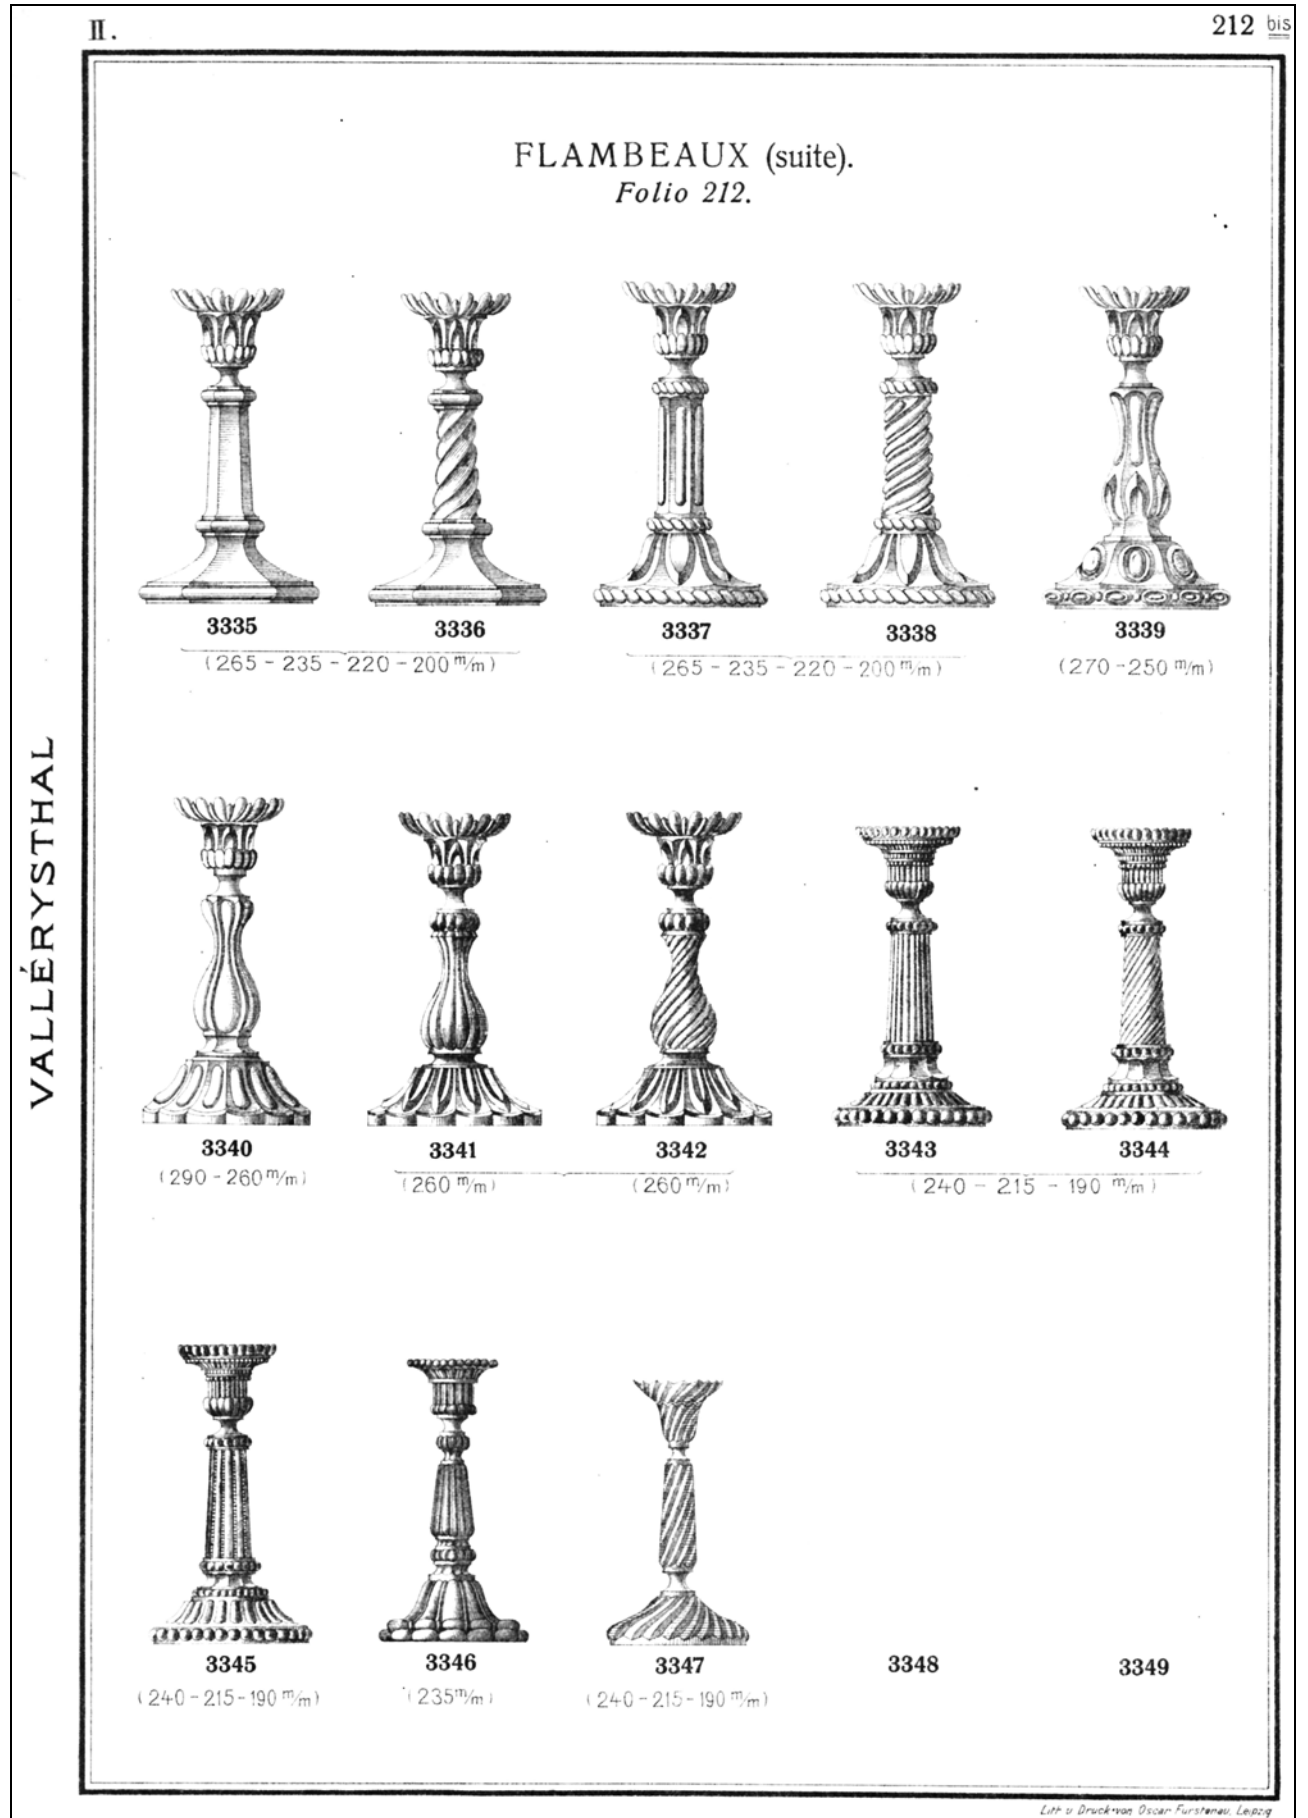 II.
212 bis
FLAMBEAUX (suite).
Folio 212.
3335 3336 3337 3338 3339
(265 - 235 - 220 - 200 m/m) (265 - 235 - 220 - 200 m/m) (270 - 250 m/m)
VALLÉRYSTHAL
3340 3341 3342 3343 3344
(290 - 260 m/m) (260 m/m) (260 m/m) (240 - 215 - 190 m/m)
3345 3346 3347 3348 3349
(240 - 215 - 190 m/m) (235 m/m) (240 - 215 - 190 m/m)
Lith v Druck von Oscar Fürstenau, Leipzig